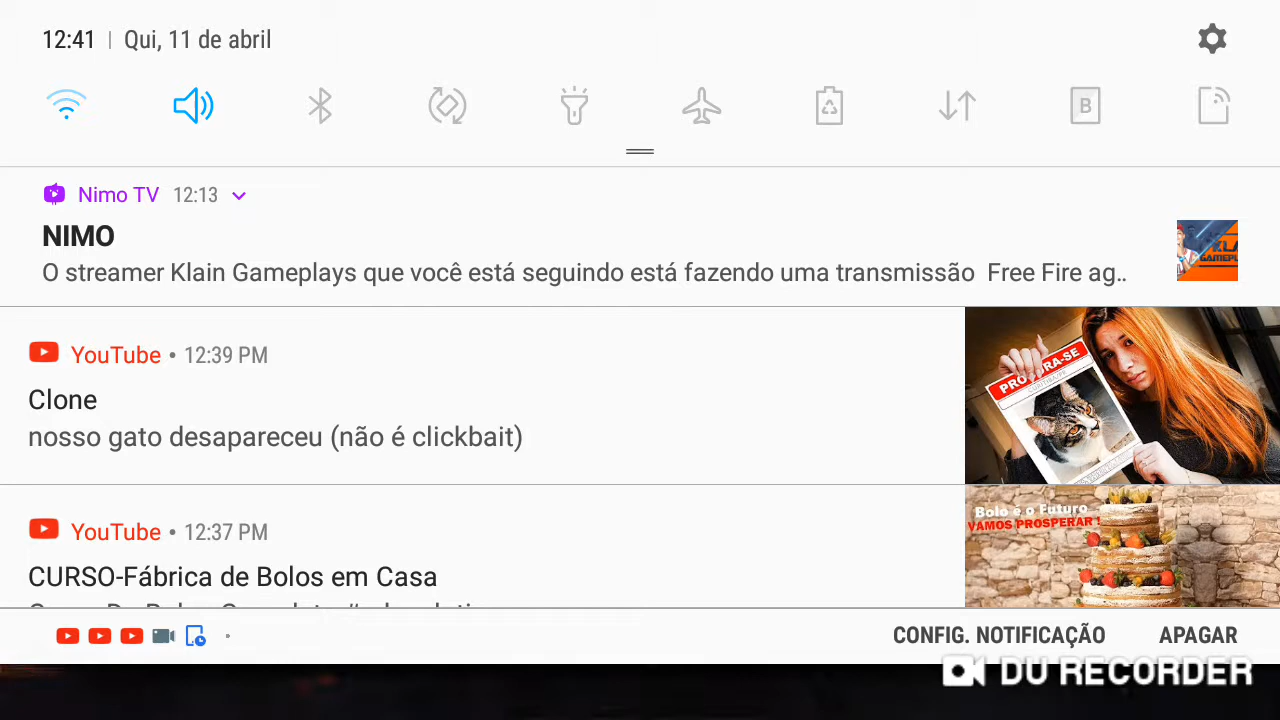 12:41 | Qui, 11 de abril
B
Nimo TV 12:13
NIMO
O streamer Klain Gameplays que você está seguindo está fazendo uma transmissão Free Fire ag..
YouTube • 12:39 PM
Clone
nosso gato desapareceu (não é clickbait)
PROCURA-SE
YouTube • 12:37 PM
CURSO-Fábrica de Bolos em Casa
Bolo é o Futuro
VAMOS PROSPERAR !
CONFIG. NOTIFICAÇÃO APAGAR
DU RECORDER